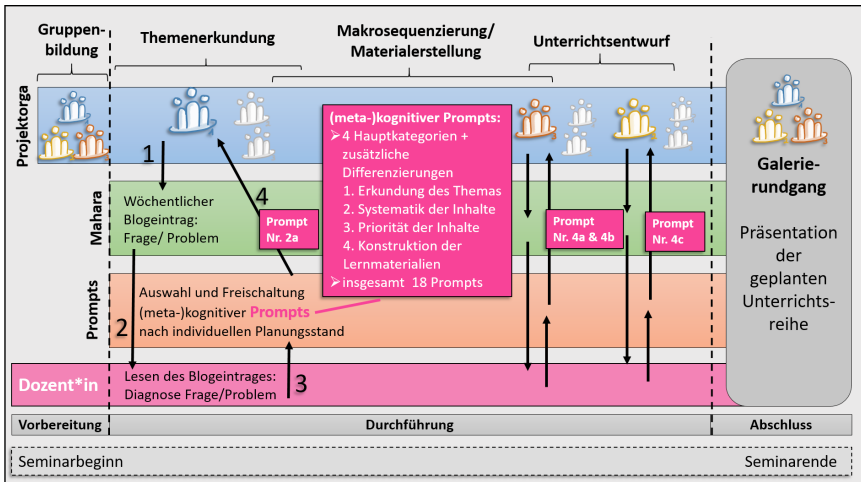 Gruppen-
bildung
Themenerkundung
Makrosequenzierung/
Materialerstellung
Unterrichtsentwurf
Projektorga
Mahara
Prompts
1
Wöchentlicher
Blogeintrag:
Frage/ Problem
4
Prompt
Nr. 2a
(meta-)kognitiver Prompts:
➢4 Hauptkategorien +
zusätzliche
Differenzierungen
1. Erkundung des Themas
2. Systematik der Inhalte
3. Priorität der Inhalte
4. Konstruktion der
Lernmaterialien
➢insgesamt 18 Prompts
Prompt
Nr. 4a & 4b
Prompt
Nr. 4c
Galerie-
rundgang
Präsentation
der
geplanten
Unterrichts-
reihe
2
Auswahl und Freischaltung
(meta-)kognitiver Prompts
nach individuellen Planungsstand
Dozent*in
Lesen des Blogeintrages:
Diagnose Frage/Problem
3
Vorbereitung
Durchführung
Abschluss
Seminarbeginn
Seminarende